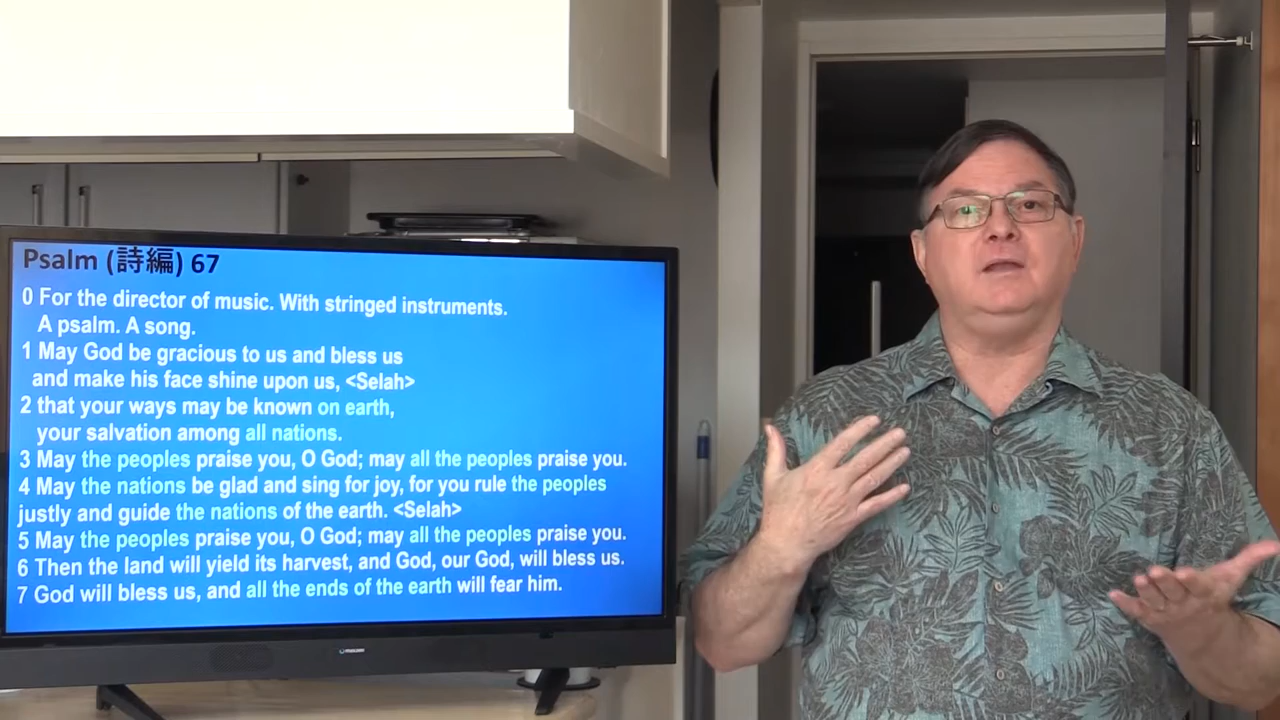 Psalm (詩編) 67
0 For the director of music. With stringed instruments.
A psalm. A song.
1 May God be gracious to us and bless us
and make his face shine upon us, <Selah>
2 that your ways may be known on earth,
your salvation among all nations.
3 May the peoples praise you, O God; may all the peoples praise you.
4 May the nations be glad and sing for joy, for you rule the peoples
justly and guide the nations of the earth. <Selah>
5 May the peoples praise you, O God; may all the peoples praise you.
6 Then the land will yield its harvest, and God, our God, will bless us.
7 God will bless us, and all the ends of the earth will fear him.